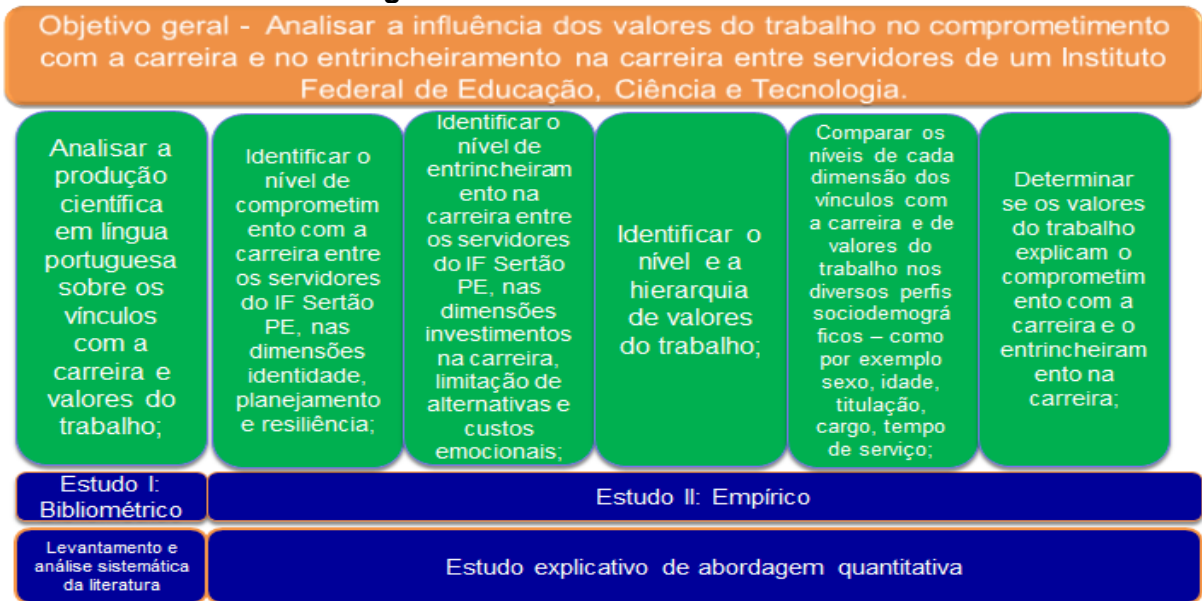 Objetivo geral - Analisar a influência dos valores do trabalho no comprometimento
com a carreira e no entrincheiramento na carreira entre servidores de um Instituto
Federal de Educação, Ciência e Tecnologia.
Analisar a
produção
científica
em língua
portuguesa
sobre os
vínculos
com a
carreira e
valores do
trabalho;
Identificar o
nível de
comprometim
ento com a
carreira entre
os servidores
do IF Sertão
PE, nas
dimensões
identidade,
planejamento
e resiliência;
Identificar o
nível de
entrincheiram
ento na
carreira entre
os servidores
do IF Sertão
PE, nas
dimensões
investimentos
na carreira,
limitação de
alternativas e
custos
emocionais;
Identificar o
nível e a
hierarquia
de valores
do trabalho;
Comparar os
níveis de cada
dimensão dos
vínculos com
a carreira e de
valores do
trabalho nos
diversos perfis
sociodemográ
ficos – como
por exemplo
sexo, idade,
titulação,
cargo, tempo
de serviço;
Determinar
se os valores
do trabalho
explicam o
comprometim
ento com a
carreira e o
entrincheiram
ento na
carreira;
Estudo I:
Bibliométrico
Estudo II: Empírico
Levantamento e
análise sistemática
da literatura
Estudo explicativo de abordagem quantitativa